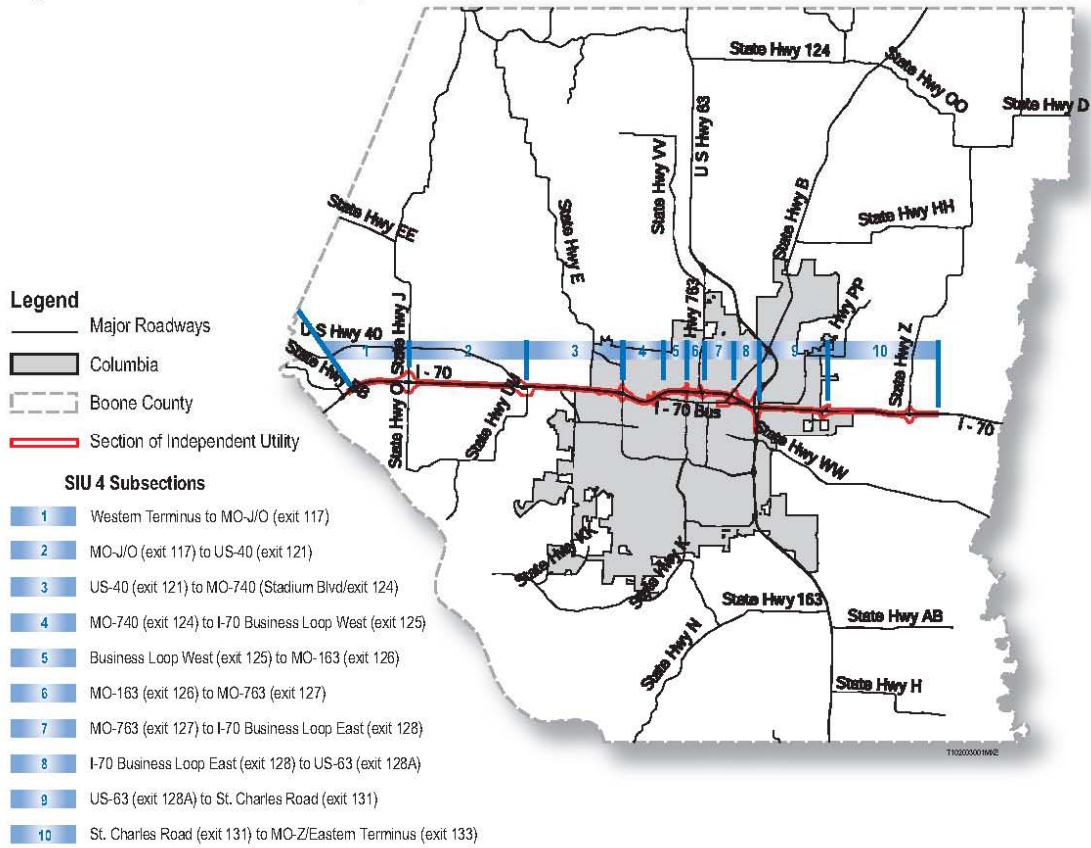 State Hwy 124
State Hwy OO
State Hwy D
U S Hwy 63
State Hwy VV
State Hwy B
State Hwy HH
State Hwy EE
State Hwy E
State Hwy J
Hwy 763
Hwy PP
State Hwy Z
U S Hwy 40
1
2
3
4
5
6
7
8
9
10
State Hwy
I - 70
I - 70 Bus
I - 70
State Hwy O
State Hwy UU
State Hwy WW
State Hwy KK
State Hwy K
State Hwy 163
State Hwy N
State Hwy AB
State Hwy H
T102003001MKE
Legend
Major Roadways
Columbia
Boone County
Section of Independent Utility
SIU 4 Subsections
1 Western Terminus to MO-J/O (exit 117)
2 MO-J/O (exit 117) to US-40 (exit 121)
3 US-40 (exit 121) to MO-740 (Stadium Blvd/exit 124)
4 MO-740 (exit 124) to I-70 Business Loop West (exit 125)
5 Business Loop West (exit 125) to MO-163 (exit 126)
6 MO-163 (exit 126) to MO-763 (exit 127)
7 MO-763 (exit 127) to I-70 Business Loop East (exit 128)
8 I-70 Business Loop East (exit 128) to US-63 (exit 128A)
9 US-63 (exit 128A) to St. Charles Road (exit 131)
10 St. Charles Road (exit 131) to MO-Z/Eastern Terminus (exit 133)